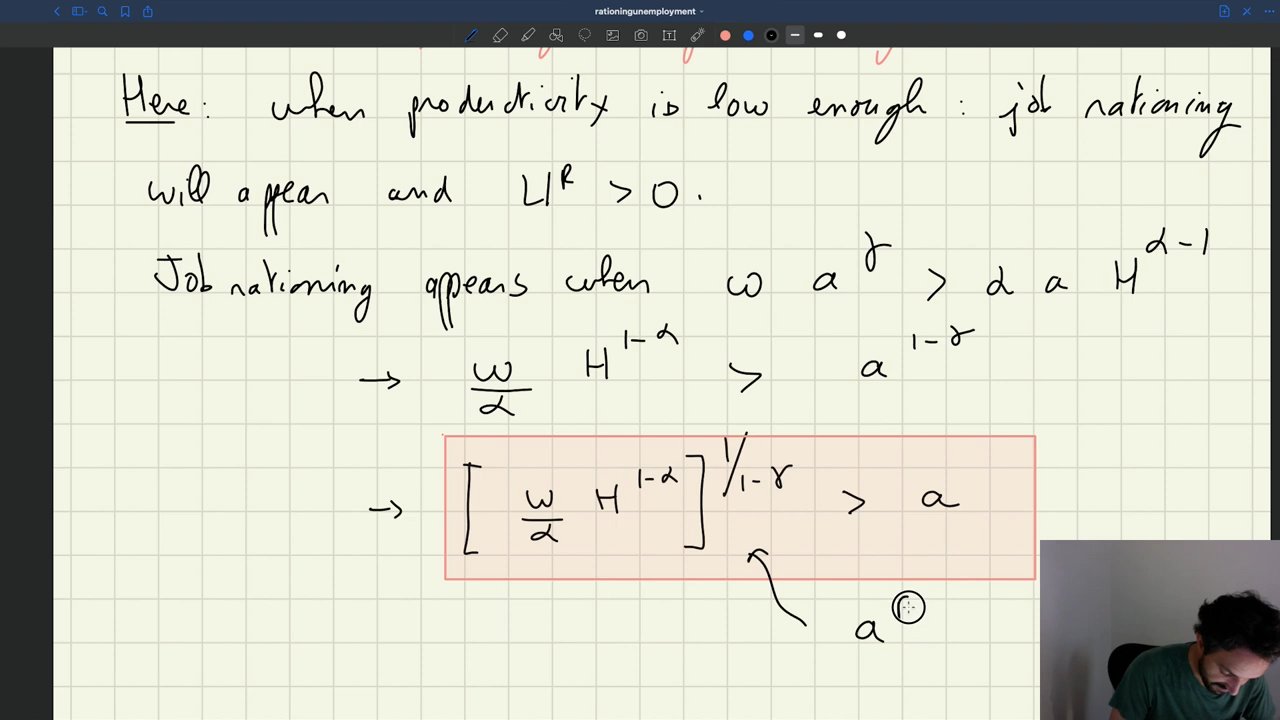 rationingunemployment
Here: when productivity is low enough: job rationing
will appear and U^R > 0.
Job rationing appears when ω a^γ > α a H^{α-1}
→ ω/α H^{1-α} > a^{1-γ}
→ [ ω/α H^{1-α} ]^{1/1-γ} > a
a